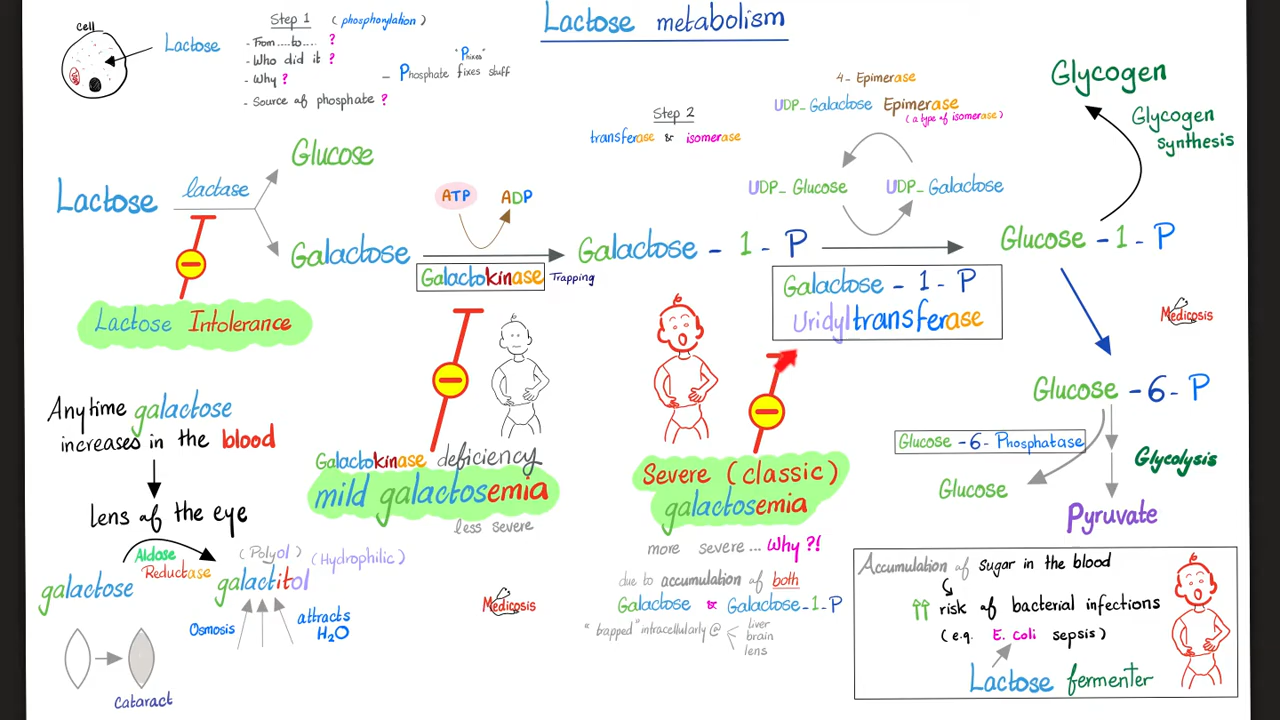 Lactose metabolism
cell
Lactose
Step 1 (phosphorylation)
- From....to.... ?
- Who did it ?
- Why ?
- Source of phosphate ?
"Phixes"
- Phosphate fixes stuff
Step 2
transferase & isomerase
4- Epimerase
UDP- Galactose Epimerase
(a type of isomerase)
UDP- Glucose
UDP- Galactose
Glycogen
Glycogen
synthesis
Lactose
lactase
Glucose
Galactose
ATP
ADP
Galactokinase
Trapping
Galactose - 1 - P
Galactose - 1 - P
Uridyltransferase
Glucose - 1 - P
Medicosis
Lactose Intolerance
Glucose - 6 - P
Glucose - 6 - Phosphatase
Glucose
Glycolysis
Pyruvate
Anytime galactose
increases in the blood
Lens of the eye
galactose
Aldose
Reductase
(Polyol)
(Hydrophilic)
galactitol
Osmosis
attracts
H2O
Cataract
Galactokinase deficiency
mild galactosemia
less severe
Medicosis
Severe (classic)
galactosemia
more severe... Why ?!
due to accumulation of both
Galactose & Galactose-1-P
"trapped" intracellularly @
liver
brain
lens
Accumulation of Sugar in the blood
↑↑ risk of bacterial infections
(e.g. E. coli sepsis)
Lactose fermenter